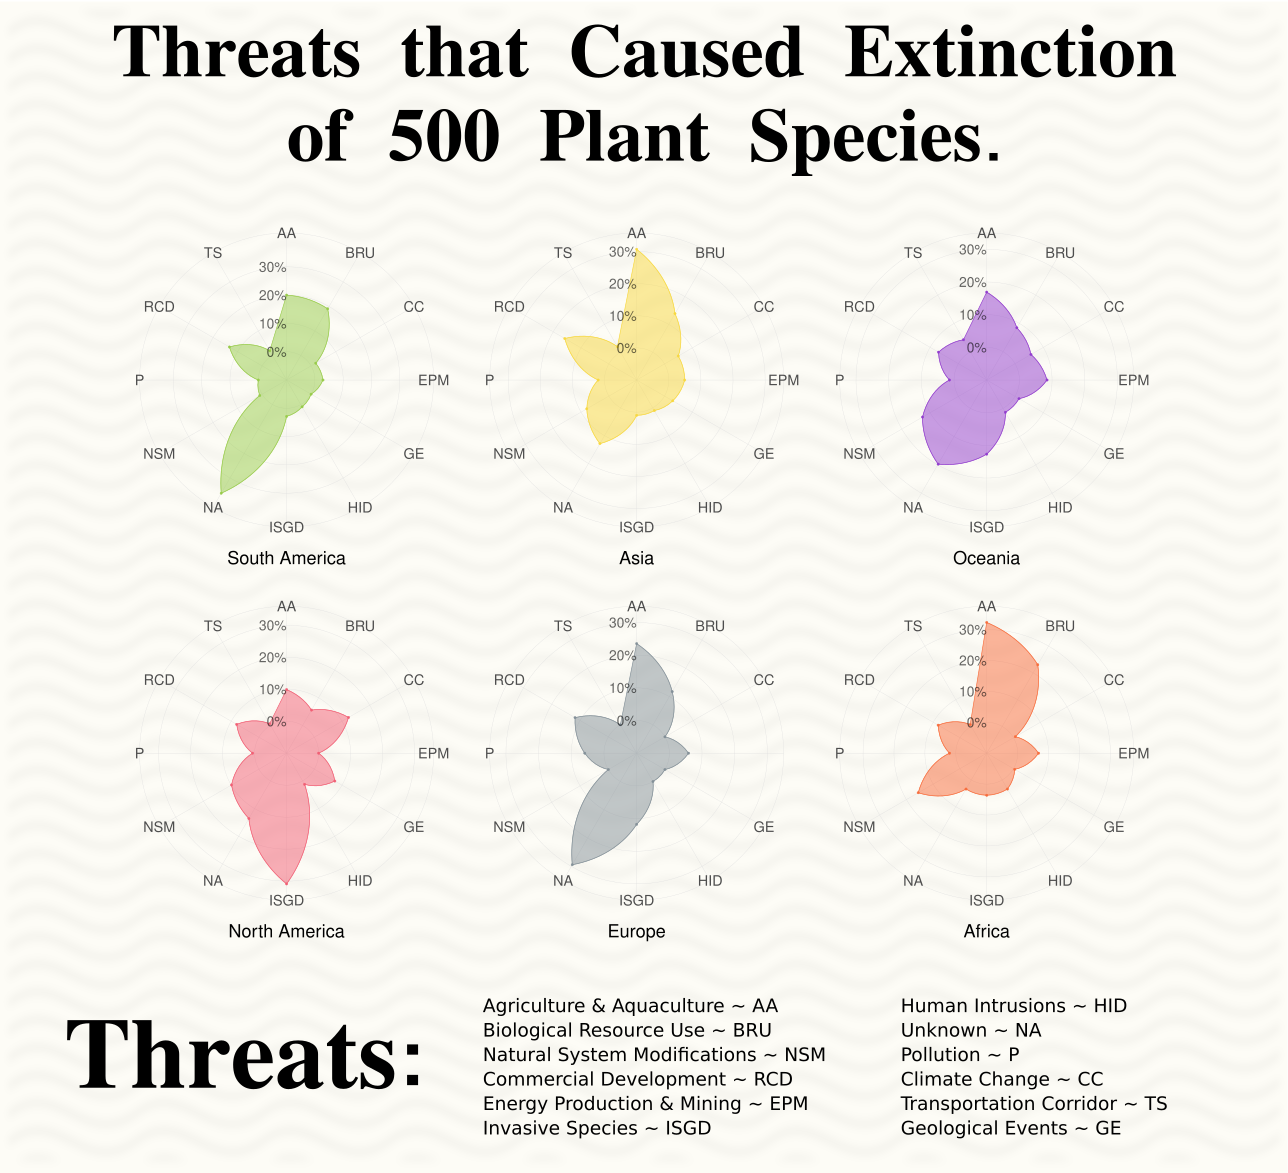 Threats that Caused Extinction
of 500 Plant Species.
AA
TS BRU
30%
RCD CC
20%
10%
0%
P EPM
NSM GE
NA HID
ISGD
South America
AA
30%
TS BRU
20%
RCD CC
10%
0%
P EPM
NSM GE
NA HID
ISGD
Asia
AA
30%
TS BRU
20%
RCD CC
10%
0%
P EPM
NSM GE
NA HID
ISGD
Oceania
AA
30%
TS BRU
20%
RCD CC
10%
0%
P EPM
NSM GE
NA HID
ISGD
North America
AA
30%
TS BRU
20%
RCD CC
10%
0%
P EPM
NSM GE
NA HID
ISGD
Europe
AA
30%
TS BRU
20%
RCD CC
10%
0%
P EPM
NSM GE
NA HID
ISGD
Africa
Threats:
Agriculture & Aquaculture ~ AA
Biological Resource Use ~ BRU
Natural System Modifications ~ NSM
Commercial Development ~ RCD
Energy Production & Mining ~ EPM
Invasive Species ~ ISGD
Human Intrusions ~ HID
Unknown ~ NA
Pollution ~ P
Climate Change ~ CC
Transportation Corridor ~ TS
Geological Events ~ GE